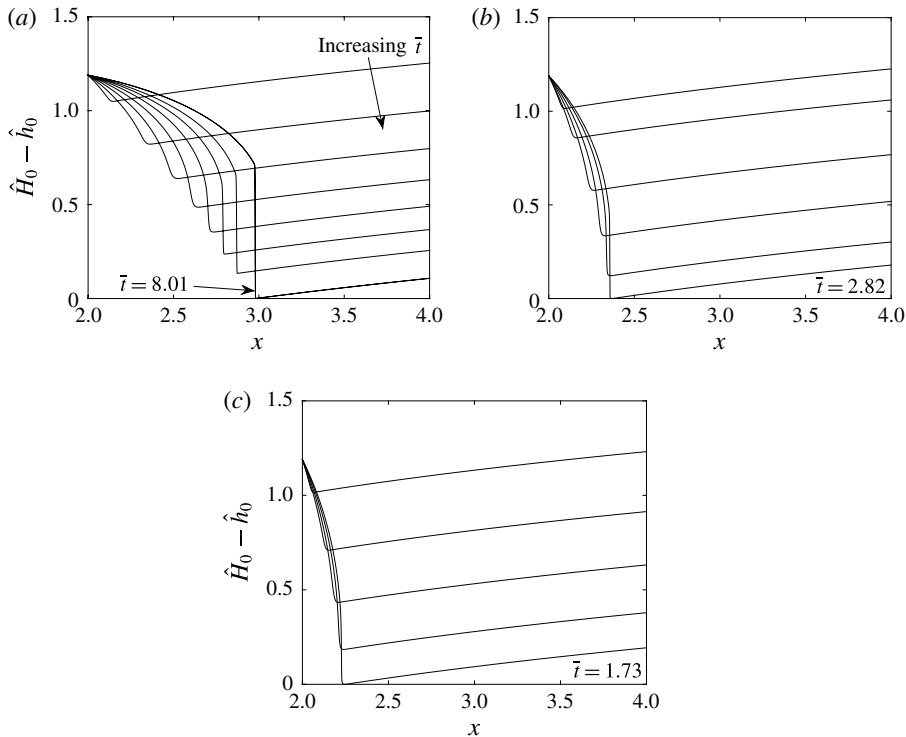 (a)
1.5
1.0
0.5
0
Ĥ₀ − ĥ₀
Increasing t̄
t̄ = 8.01
2.0 2.5 3.0 3.5 4.0
x
(b)
1.5
1.0
0.5
0
t̄ = 2.82
2.0 2.5 3.0 3.5 4.0
x
(c)
1.5
1.0
0.5
0
Ĥ₀ − ĥ₀
t̄ = 1.73
2.0 2.5 3.0 3.5 4.0
x